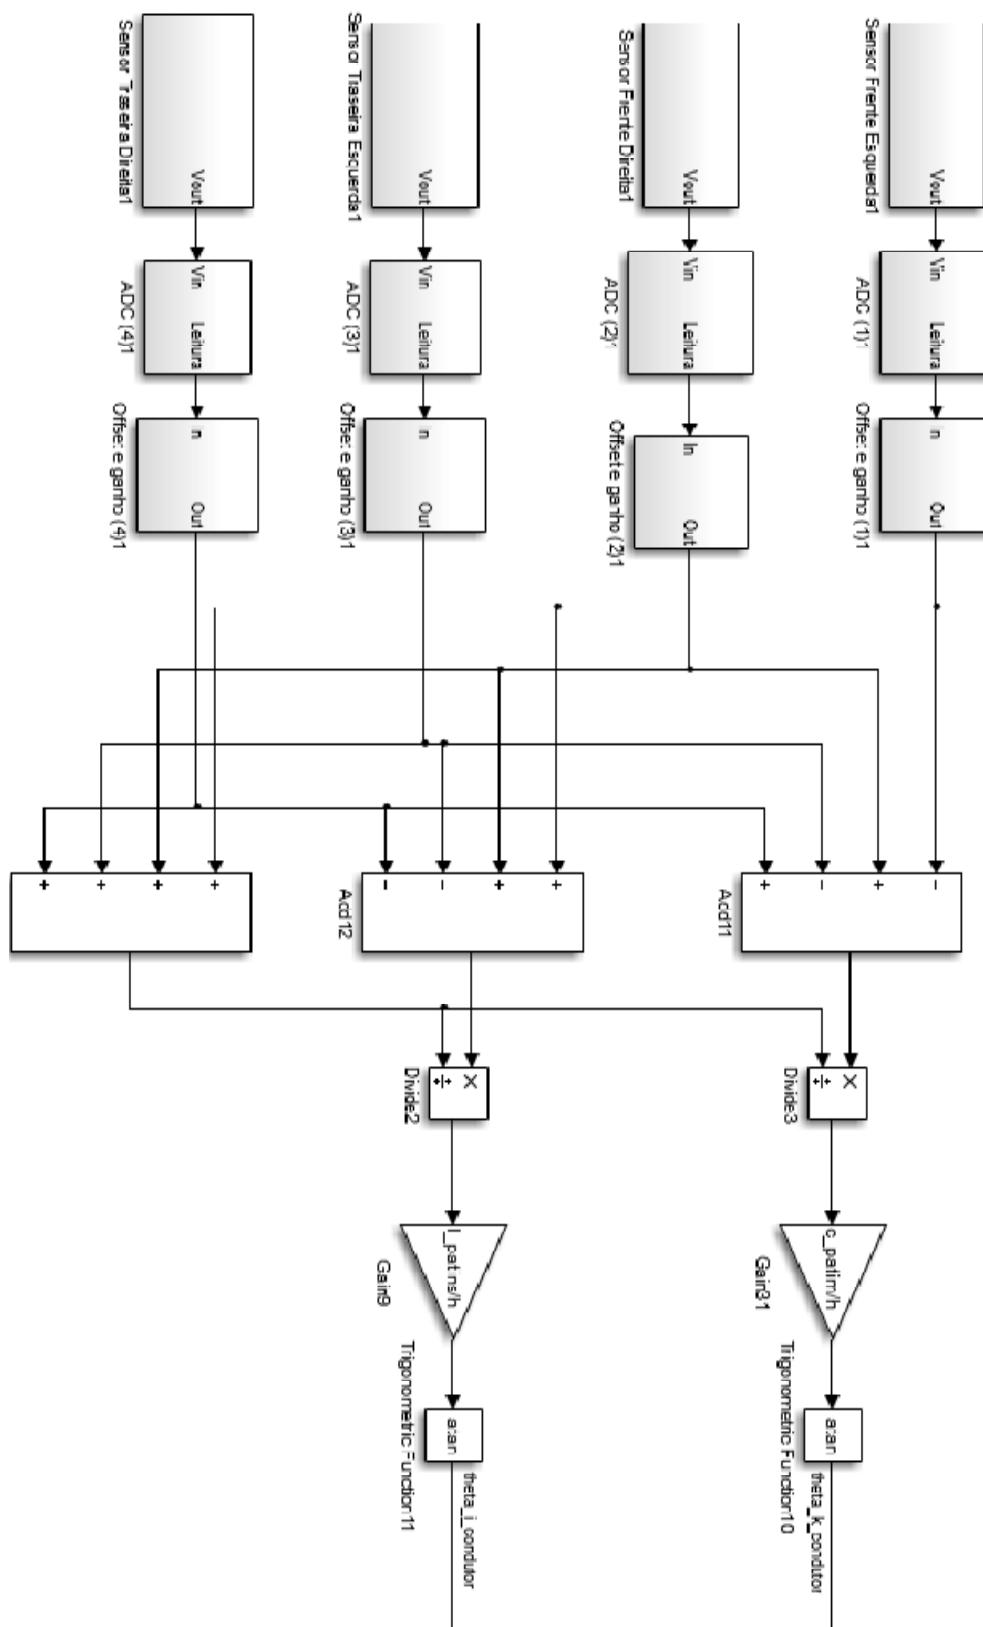 Vout
Sensor Frente Esquerda1
Vin Leitura
ADC (1)1
In Out
Offset e ganho (1)1
-
+
-
+
Add11
×
÷
Divide3
c_patim/h
Gain31
atan
Trigonometric Function10
theta_k_condutor
Vout
Sensor Frente Direita1
Vin Leitura
ADC (2)1
In Out
Offset e ganho (2)1
+
+
-
-
Add12
×
÷
Divide2
l_patins/h
Gain9
atan
Trigonometric Function11
theta_i_condutor
Vout
Sensor Traseira Esquerda1
Vin Leitura
ADC (3)1
In Out
Offset e ganho (3)1
+
+
+
+
Vout
Sensor Traseira Direita1
Vin Leitura
ADC (4)1
In Out
Offset e ganho (4)1